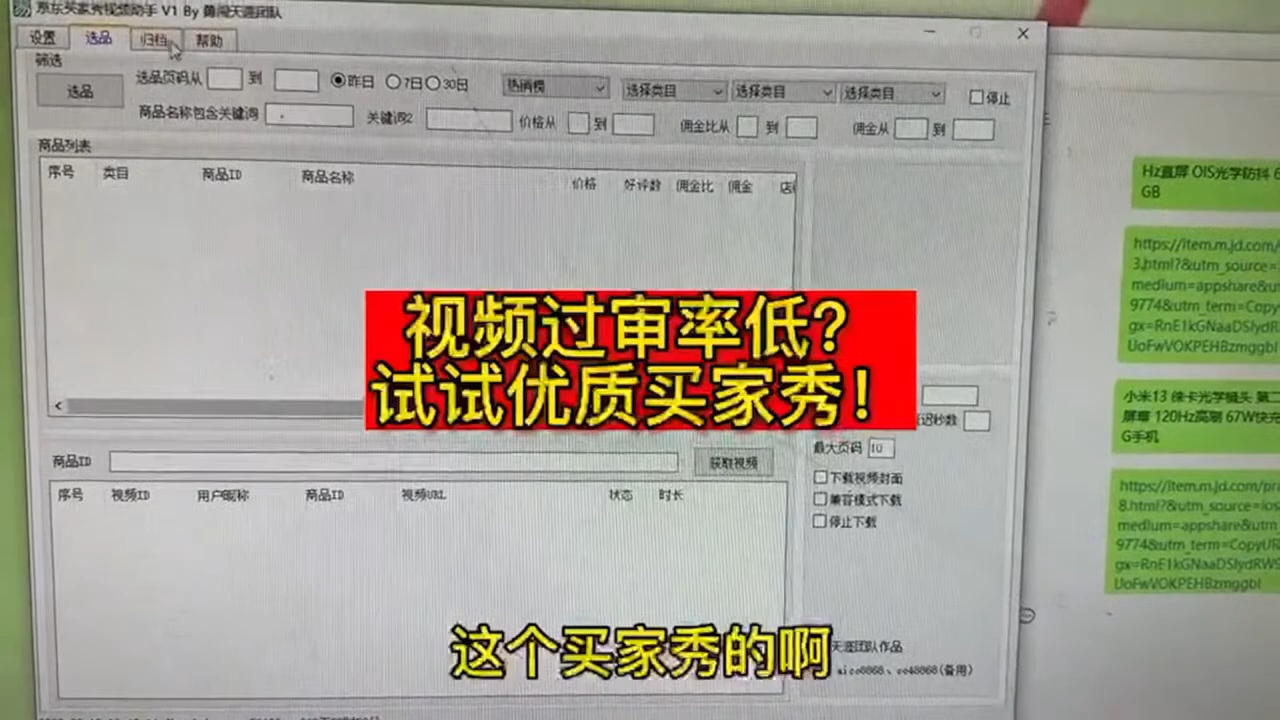 京东买家秀视频助手 V1 By 勇闯天涯团队
设置 选品 归档 帮助
筛选
选品 选品页码从 到 昨日 7日 30日 热销榜 选择类目 选择类目 选择类目 停止
商品名称包含关键词 关键词2 价格从 到 佣金比从 到 佣金从 到
商品列表
序号 类目 商品ID 商品名称 价格 好评数 佣金比 佣金
Hz直屏 OIS光学防抖 6
GB
https://item.m.jd.com/
3.html?&utm_source=
medium=appshare&utm_
9774&utm_term=Copy
gx=RnE1kGNaaDSlydR
UoFwVOKPEHBzmggbl
视频过审率低?
试试优质买家秀!
小米13 徕卡光学镜头 第二
屏幕 120Hz高刷 67W快充
G手机
最大页码 10
商品ID 获取视频
下载视频封面
兼容模式下载
停止下载
序号 视频ID 用户昵称 商品ID 视频URL 状态 时长
https://item.m.jd.com/pr
8.html?&utm_source=ios
medium=appshare&utm_
9774&utm_term=CopyUR
gx=RnE1kGNaaDSlydRWS
UoFwVOKPEHBzmggbl
这个买家秀的啊
天涯团队作品